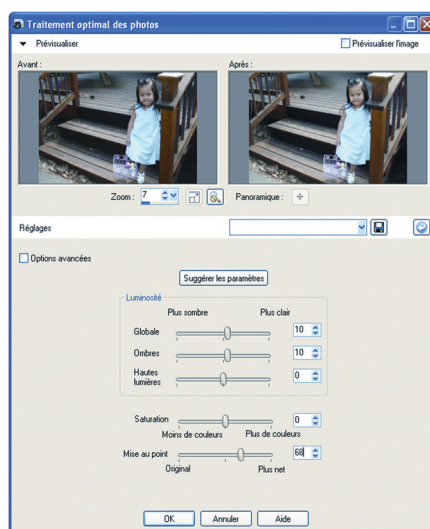 Traitement optimal des photos
Prévisualiser
Prévisualiser l'image
Avant :
Après :
Zoom : 7
Panoramique :
Réglages
Options avancées
Suggérer les paramètres
Luminosité
Plus sombre Plus clair
Globale 10
Ombres 10
Hautes
lumières 0
Saturation 0
Moins de couleurs Plus de couleurs
Mise au point 68
Original Plus net
OK Annuler Aide